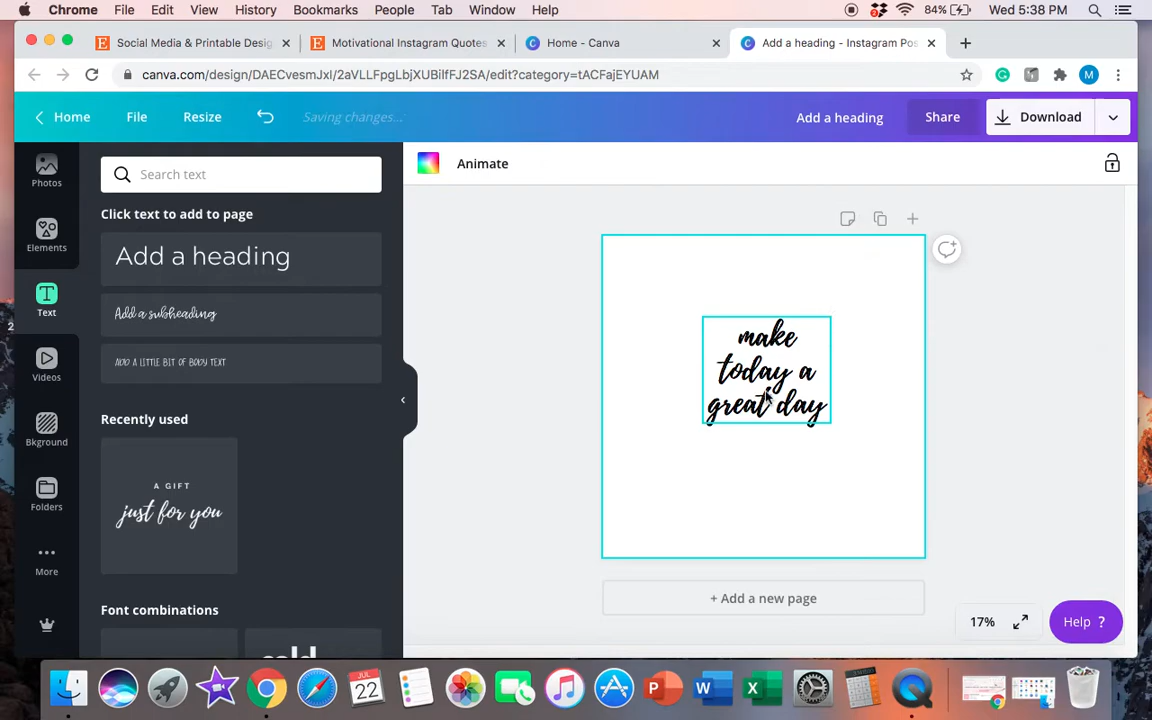 Chrome File Edit View History Bookmarks People Tab Window Help
2
84%
Wed 5:38 PM
Social Media & Printable Desig
Motivational Instagram Quotes
Home - Canva
Add a heading - Instagram Pos
canva.com/design/DAECvesmJxI/2aVLLFpgLbjXUBilfFJ2SA/edit?category=tACFajEYUAM
M
Home
File
Resize
Saving changes...
Add a heading
Share
Download
Photos
Elements
Text
Videos
Bkground
Folders
More
Search text
Click text to add to page
Add a heading
Add a subheading
ADD A LITTLE BIT OF BODY TEXT
Recently used
A GIFT
just for you
Font combinations
Animate
make
today a
great day
+ Add a new page
17%
Help ?
2
JUL
22
P
W
X